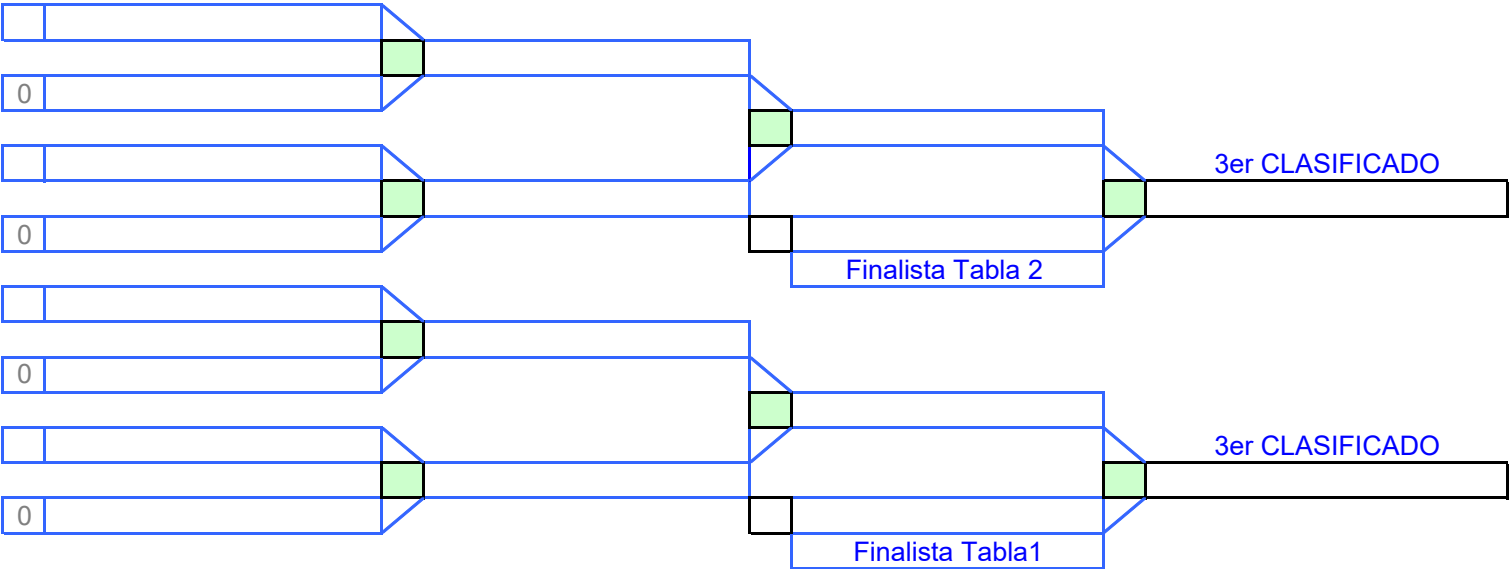 0
3er CLASIFICADO
0
Finalista Tabla 2
0
3er CLASIFICADO
0
Finalista Tabla1